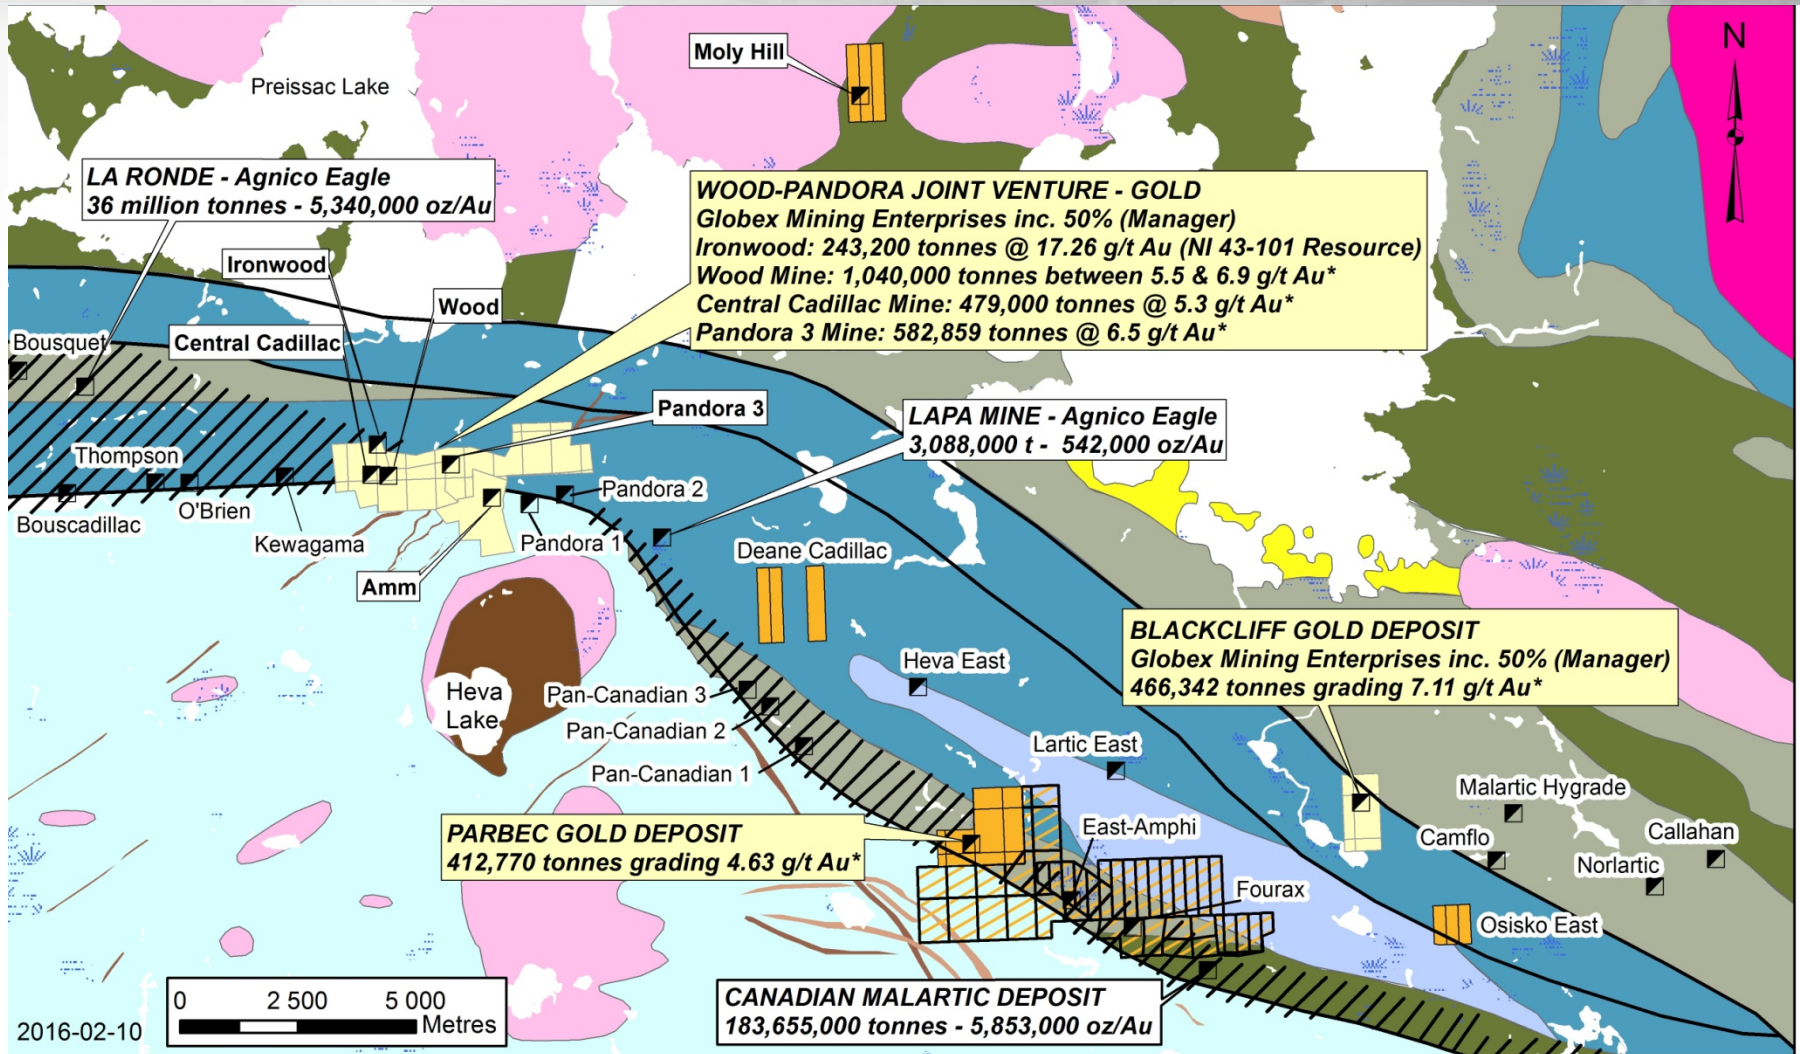 N
Moly Hill
Preissac Lake
LA RONDE - Agnico Eagle
36 million tonnes - 5,340,000 oz/Au
WOOD-PANDORA JOINT VENTURE - GOLD
Globex Mining Enterprises inc. 50% (Manager)
Ironwood: 243,200 tonnes @ 17.26 g/t Au (NI 43-101 Resource)
Wood Mine: 1,040,000 tonnes between 5.5 & 6.9 g/t Au*
Central Cadillac Mine: 479,000 tonnes @ 5.3 g/t Au*
Pandora 3 Mine: 582,859 tonnes @ 6.5 g/t Au*
Ironwood
Wood
Bousquet
Central Cadillac
Pandora 3
LAPA MINE - Agnico Eagle
3,088,000 t - 542,000 oz/Au
Thompson
Pandora 2
O'Brien
Bouscadillac
Kewagama
Pandora 1
Deane Cadillac
Amm
BLACKCLIFF GOLD DEPOSIT
Globex Mining Enterprises inc. 50% (Manager)
466,342 tonnes grading 7.11 g/t Au*
Heva East
Heva
Lake
Pan-Canadian 3
Pan-Canadian 2
Pan-Canadian 1
Lartic East
Malartic Hygrade
PARBEC GOLD DEPOSIT
412,770 tonnes grading 4.63 g/t Au*
East-Amphi
Camflo
Callahan
Norlartic
Fourax
Osisko East
CANADIAN MALARTIC DEPOSIT
183,655,000 tonnes - 5,853,000 oz/Au
0 2 500 5 000
Metres
2016-02-10